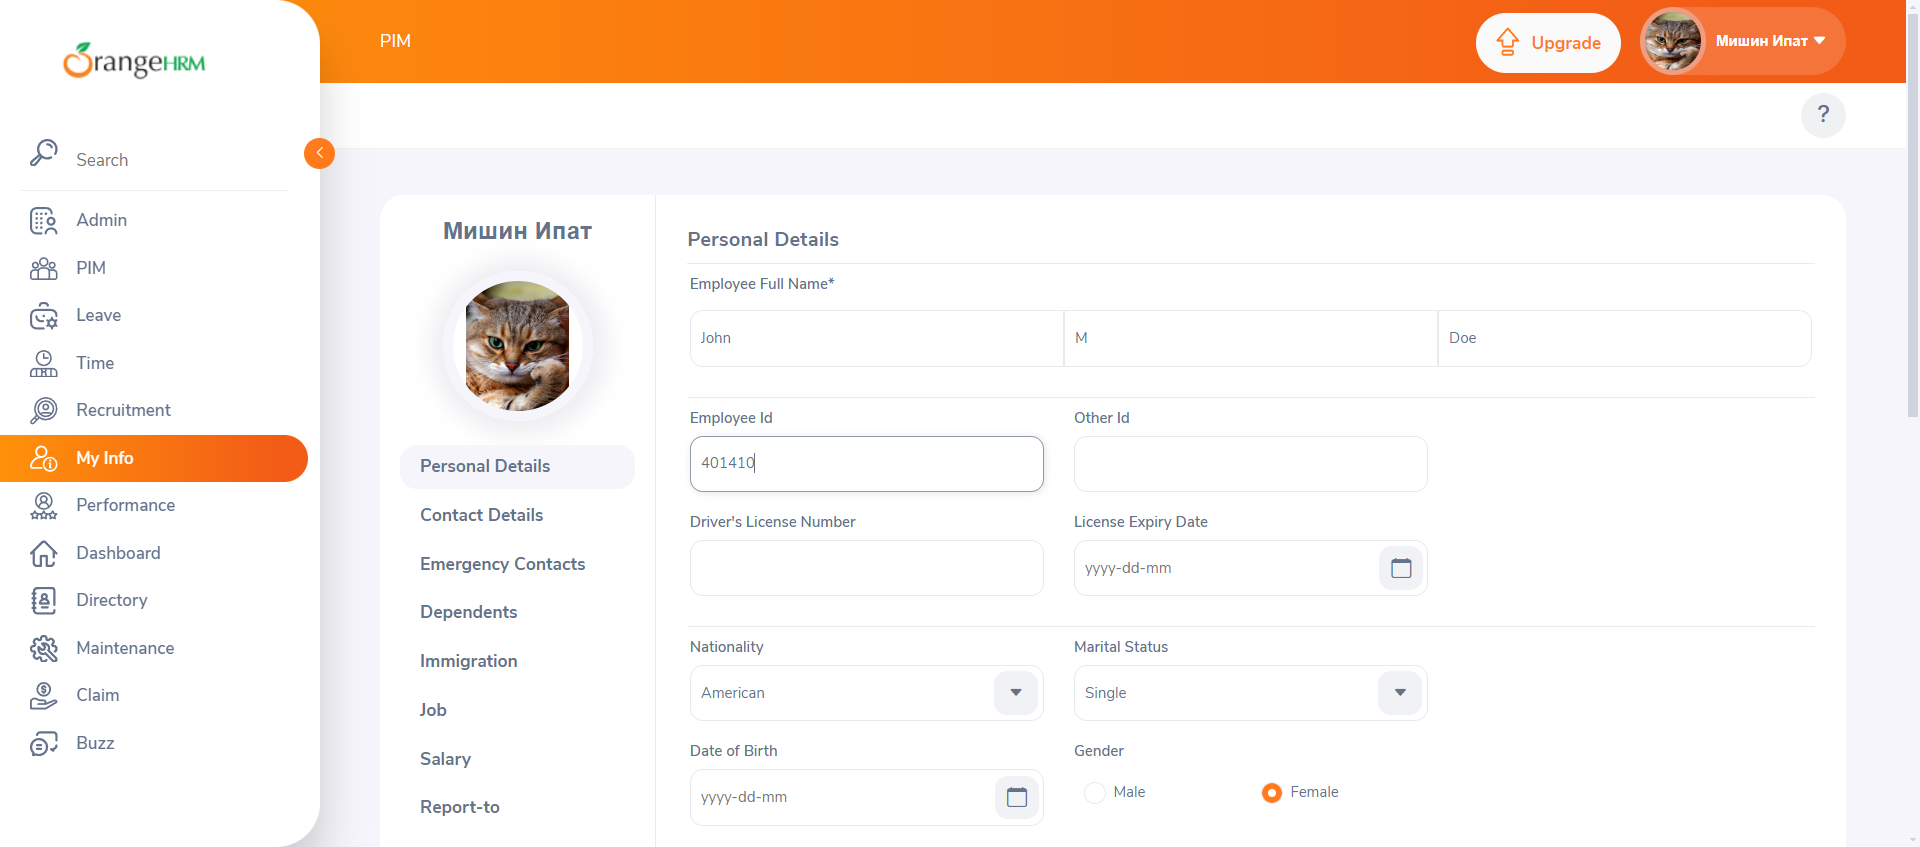 OrangeHRM
Search
Admin
PIM
Leave
Time
Recruitment
My Info
Performance
Dashboard
Directory
Maintenance
Claim
Buzz
PIM
Upgrade
Мишин Ипат
?
Мишин Ипат
Personal Details
Contact Details
Emergency Contacts
Dependents
Immigration
Job
Salary
Report-to
Personal Details
Employee Full Name*
John M Doe
Employee Id Other Id
401410
Driver's License Number License Expiry Date
yyyy-dd-mm
Nationality Marital Status
American Single
Date of Birth Gender
yyyy-dd-mm Male Female